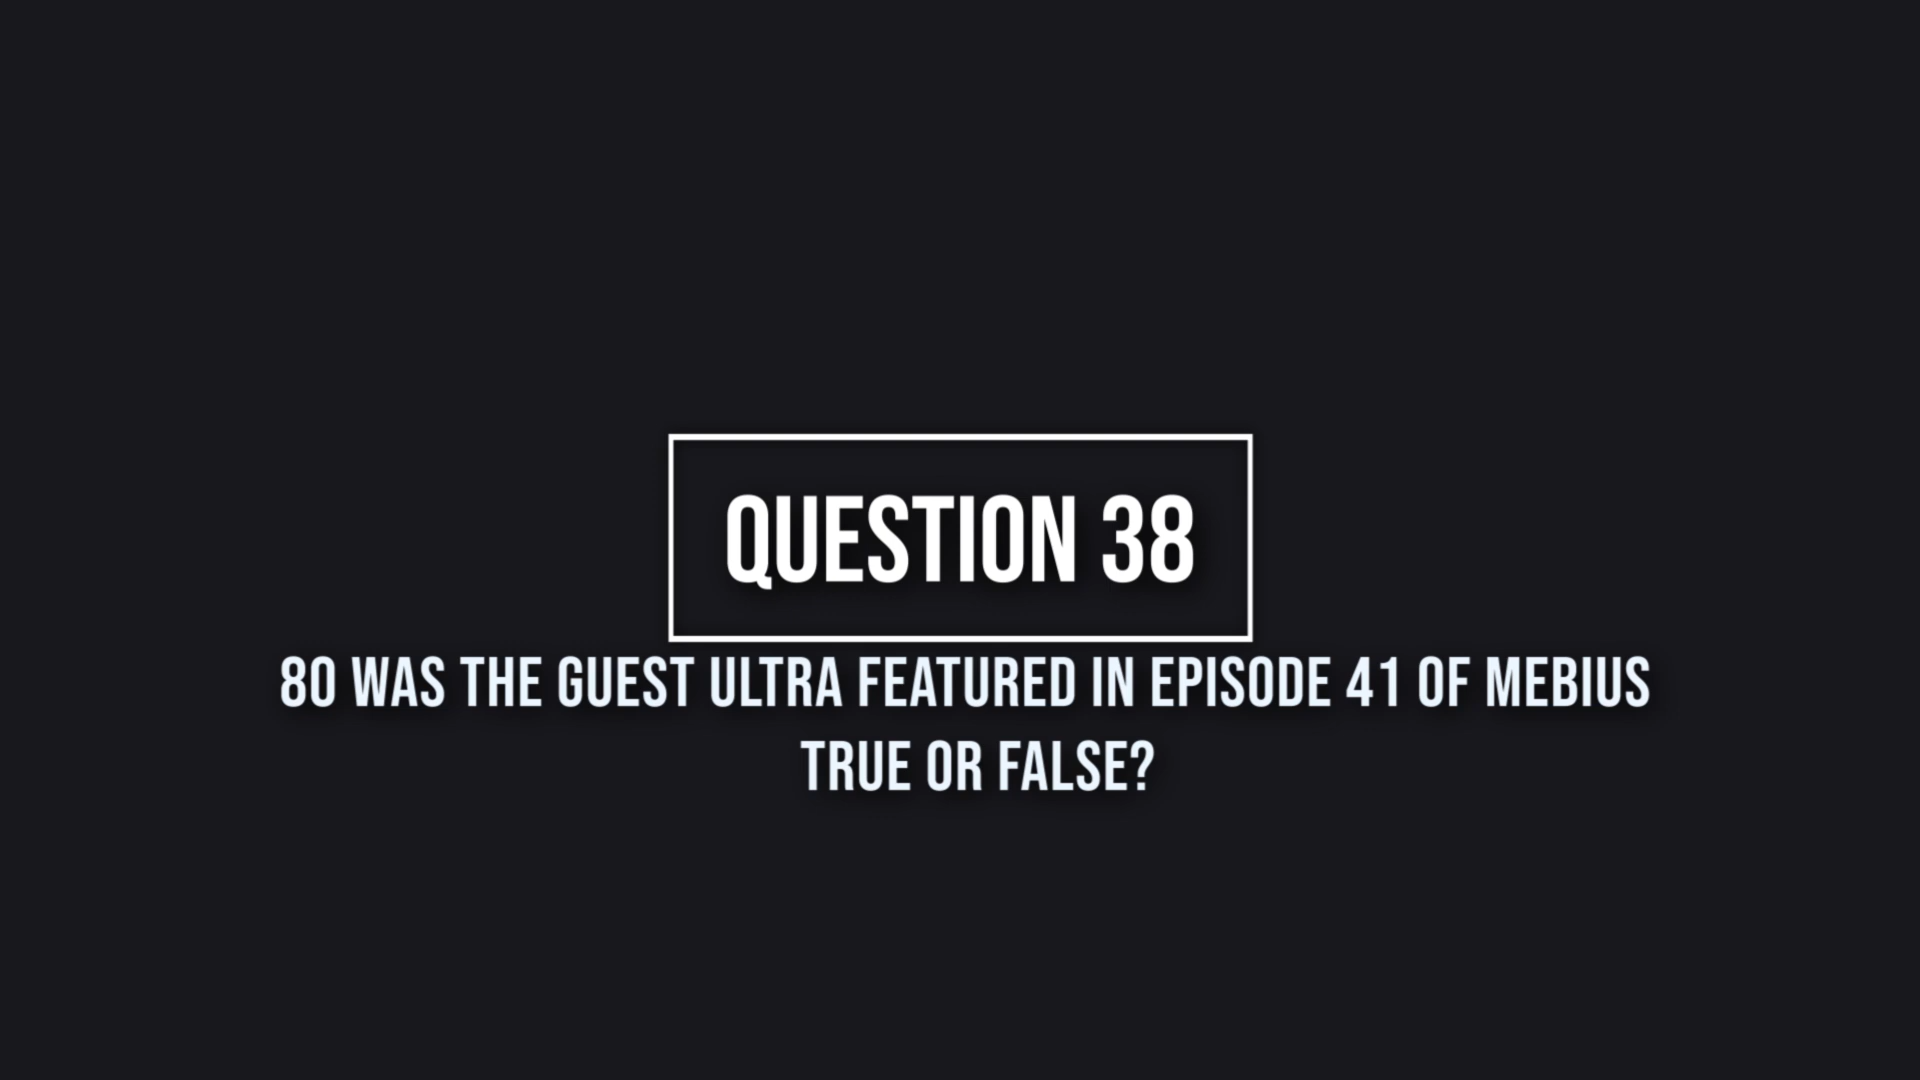 QUESTION 38
80 WAS THE GUEST ULTRA FEATURED IN EPISODE 41 OF MEBIUS
TRUE OR FALSE?